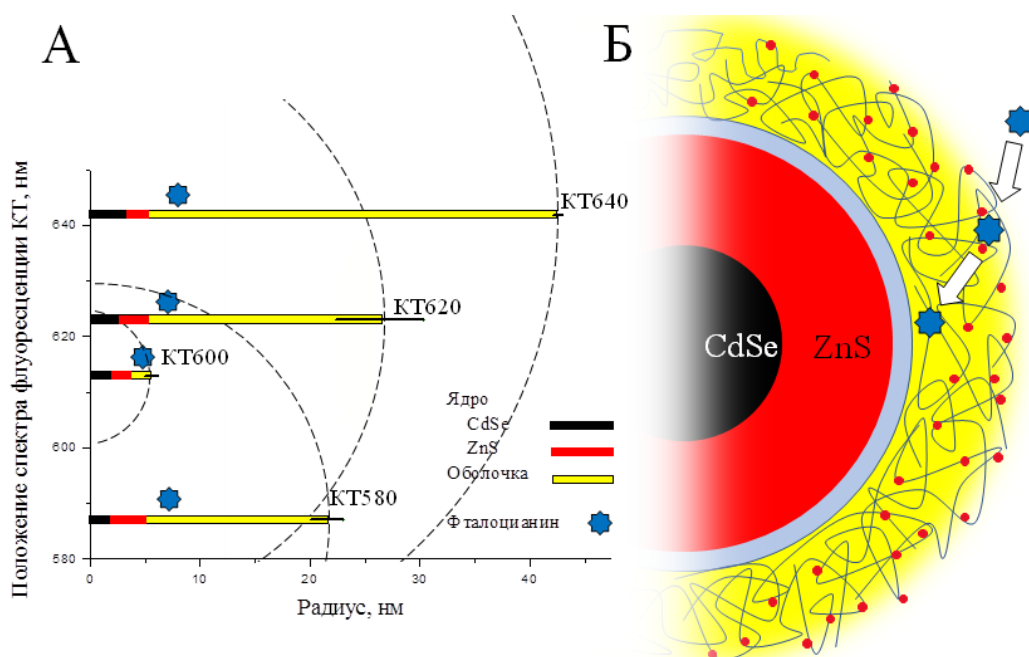 А
Положение спектра флуоресценции КТ, нм
640
620
600
580
КТ640
КТ620
КТ600
КТ580
Ядро
CdSe
ZnS
Оболочка
Фталоцианин
0
10
20
30
40
Радиус, нм
Б
CdSe
ZnS